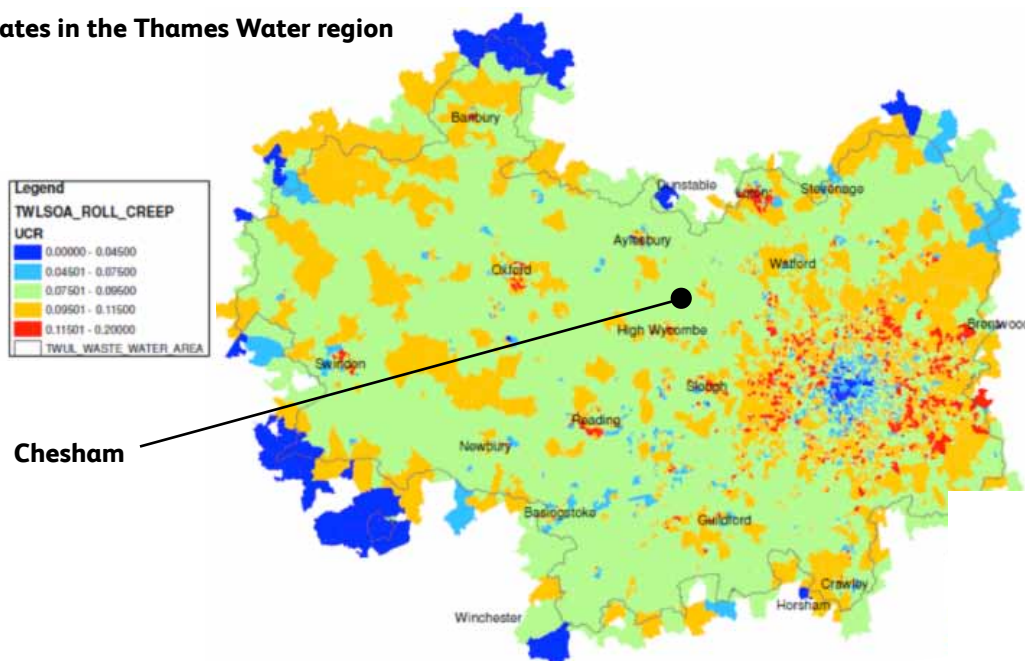 ates in the Thames Water region
Banbury
Legend
TWLSOA_ROLL_CREEP
UCR
0.00000 - 0.04500
0.04501 - 0.07500
0.07501 - 0.09500
0.09501 - 0.11500
0.11501 - 0.20000
TWUL_WASTE_WATER_AREA
Dunstable
Luton
Stevenage
Aylesbury
Oxford
Watford
High Wycombe
Brentwood
Swindon
Slough
Reading
Chesham
Newbury
Basingstoke
Guildford
Crawley
Horsham
Winchester